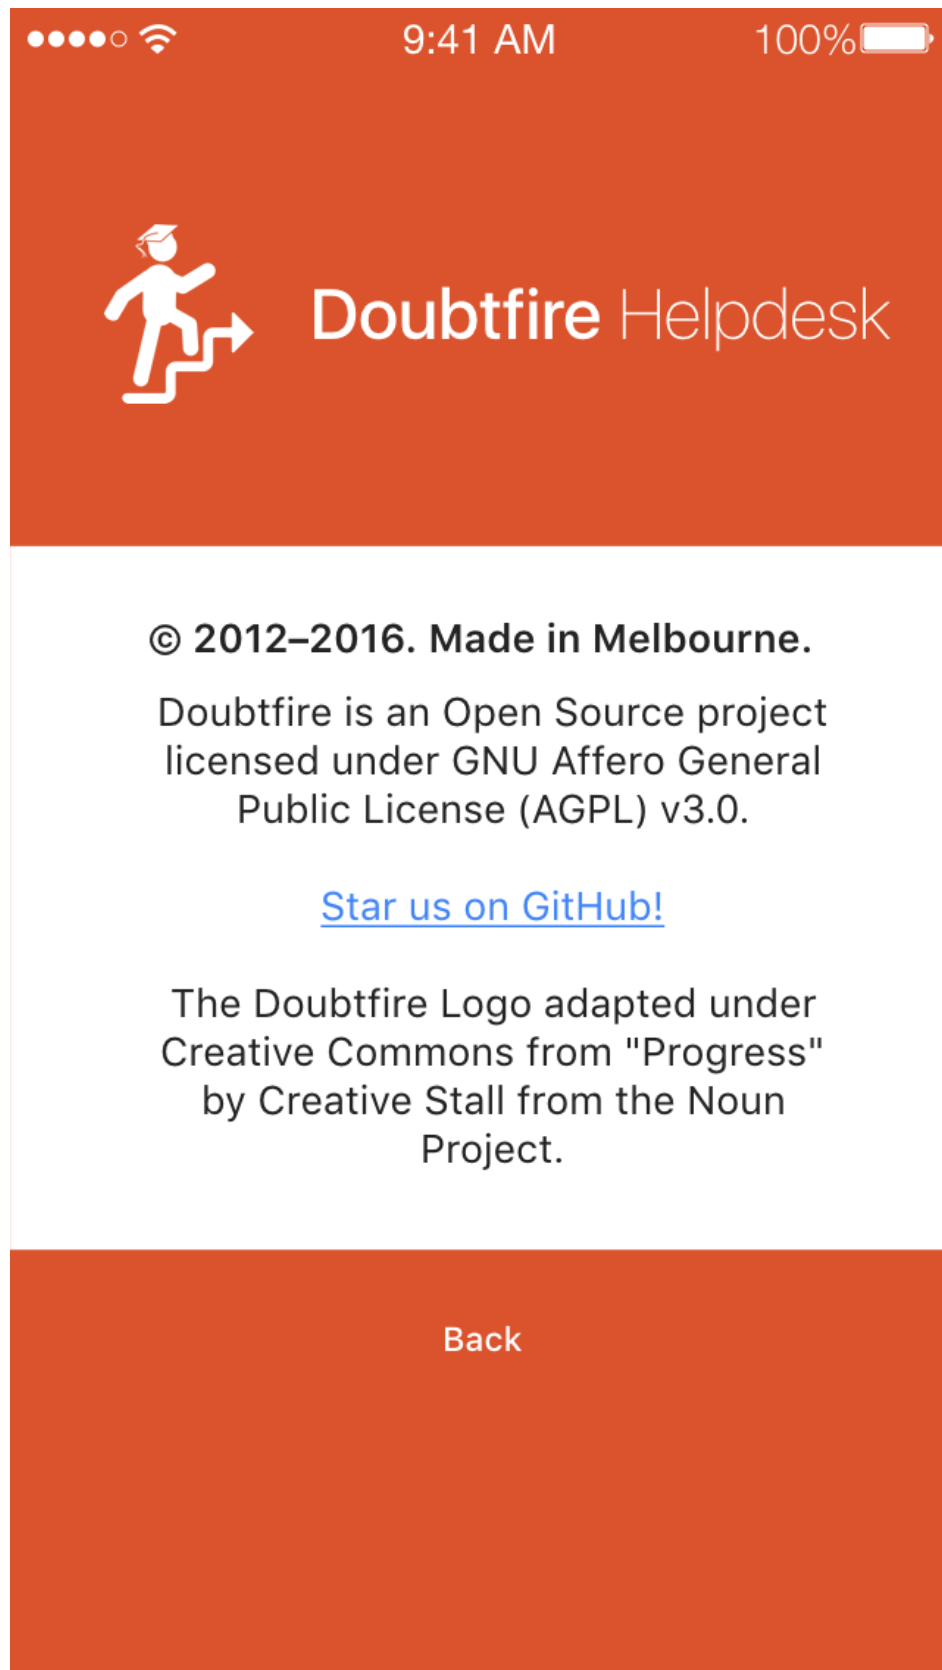 9:41 AM 100%
Doubtfire Helpdesk
© 2012–2016. Made in Melbourne.
Doubtfire is an Open Source project
licensed under GNU Affero General
Public License (AGPL) v3.0.
Star us on GitHub!
The Doubtfire Logo adapted under
Creative Commons from "Progress"
by Creative Stall from the Noun
Project.
Back